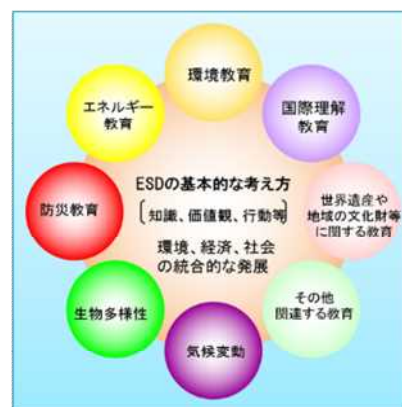 環境教育
国際理解
教育
世界遺産や
地域の文化財等
に関する教育
その他
関連する教育
気候変動
生物多様性
防災教育
エネルギー
教育
ESDの基本的な考え方
[知識、価値観、行動等]
環境、経済、社会
の統合的な発展